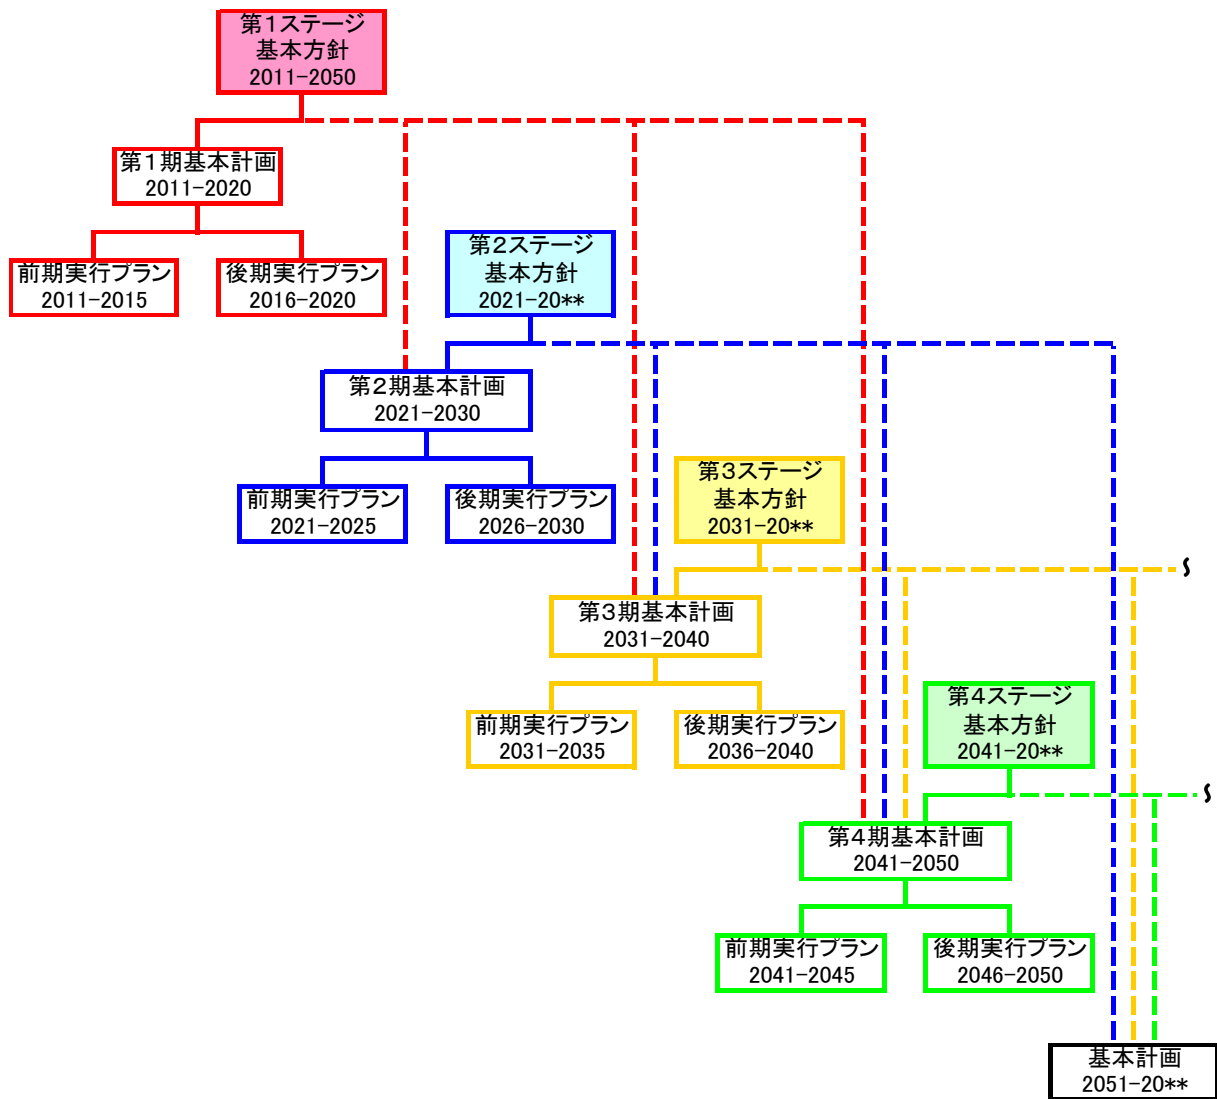 第1ステージ
基本方針
2011-2050
第1期基本計画
2011-2020
前期実行プラン
2011-2015
後期実行プラン
2016-2020
第2ステージ
基本方針
2021-20**
第2期基本計画
2021-2030
前期実行プラン
2021-2025
後期実行プラン
2026-2030
第3ステージ
基本方針
2031-20**
第3期基本計画
2031-2040
前期実行プラン
2031-2035
後期実行プラン
2036-2040
第4ステージ
基本方針
2041-20**
第4期基本計画
2041-2050
前期実行プラン
2041-2045
後期実行プラン
2046-2050
基本計画
2051-20**